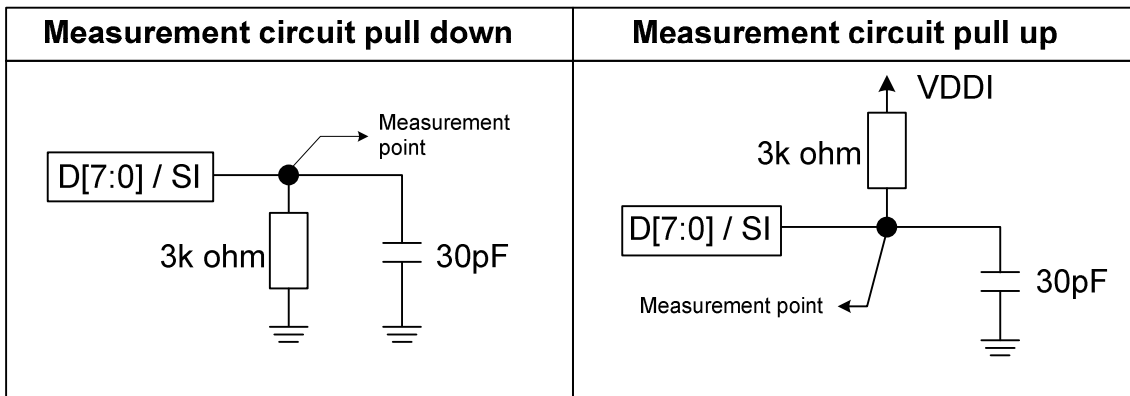 Measurement circuit pull down
Measurement circuit pull up
Measurement
point
D[7:0] / SI
3k ohm
30pF
VDDI
3k ohm
D[7:0] / SI
Measurement point
30pF